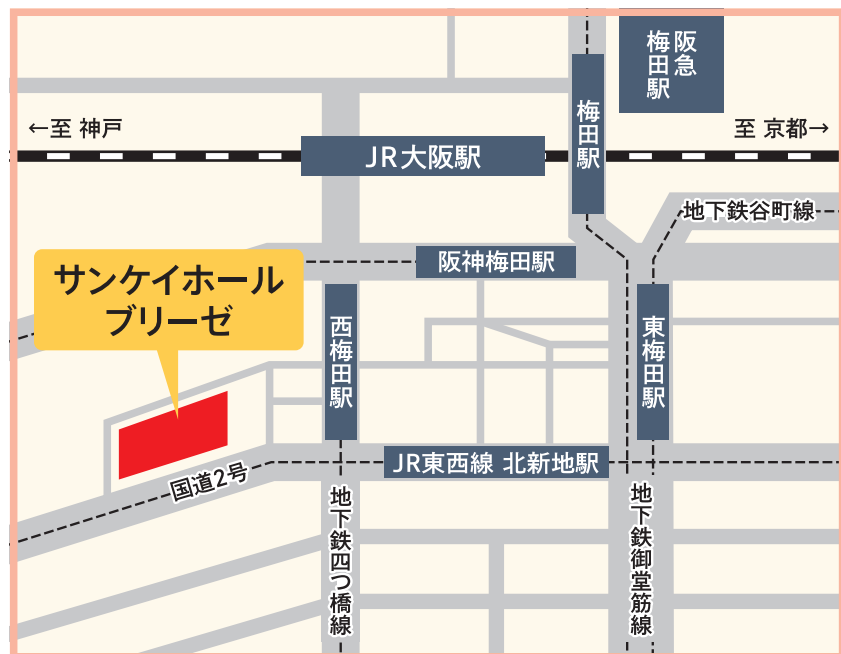 阪急
梅田駅
梅田駅
←至 神戸
至 京都→
JR大阪駅
地下鉄谷町線
阪神梅田駅
サンケイホール
ブリーゼ
西梅田駅
東梅田駅
JR東西線 北新地駅
国道2号
地下鉄四つ橋線
地下鉄御堂筋線